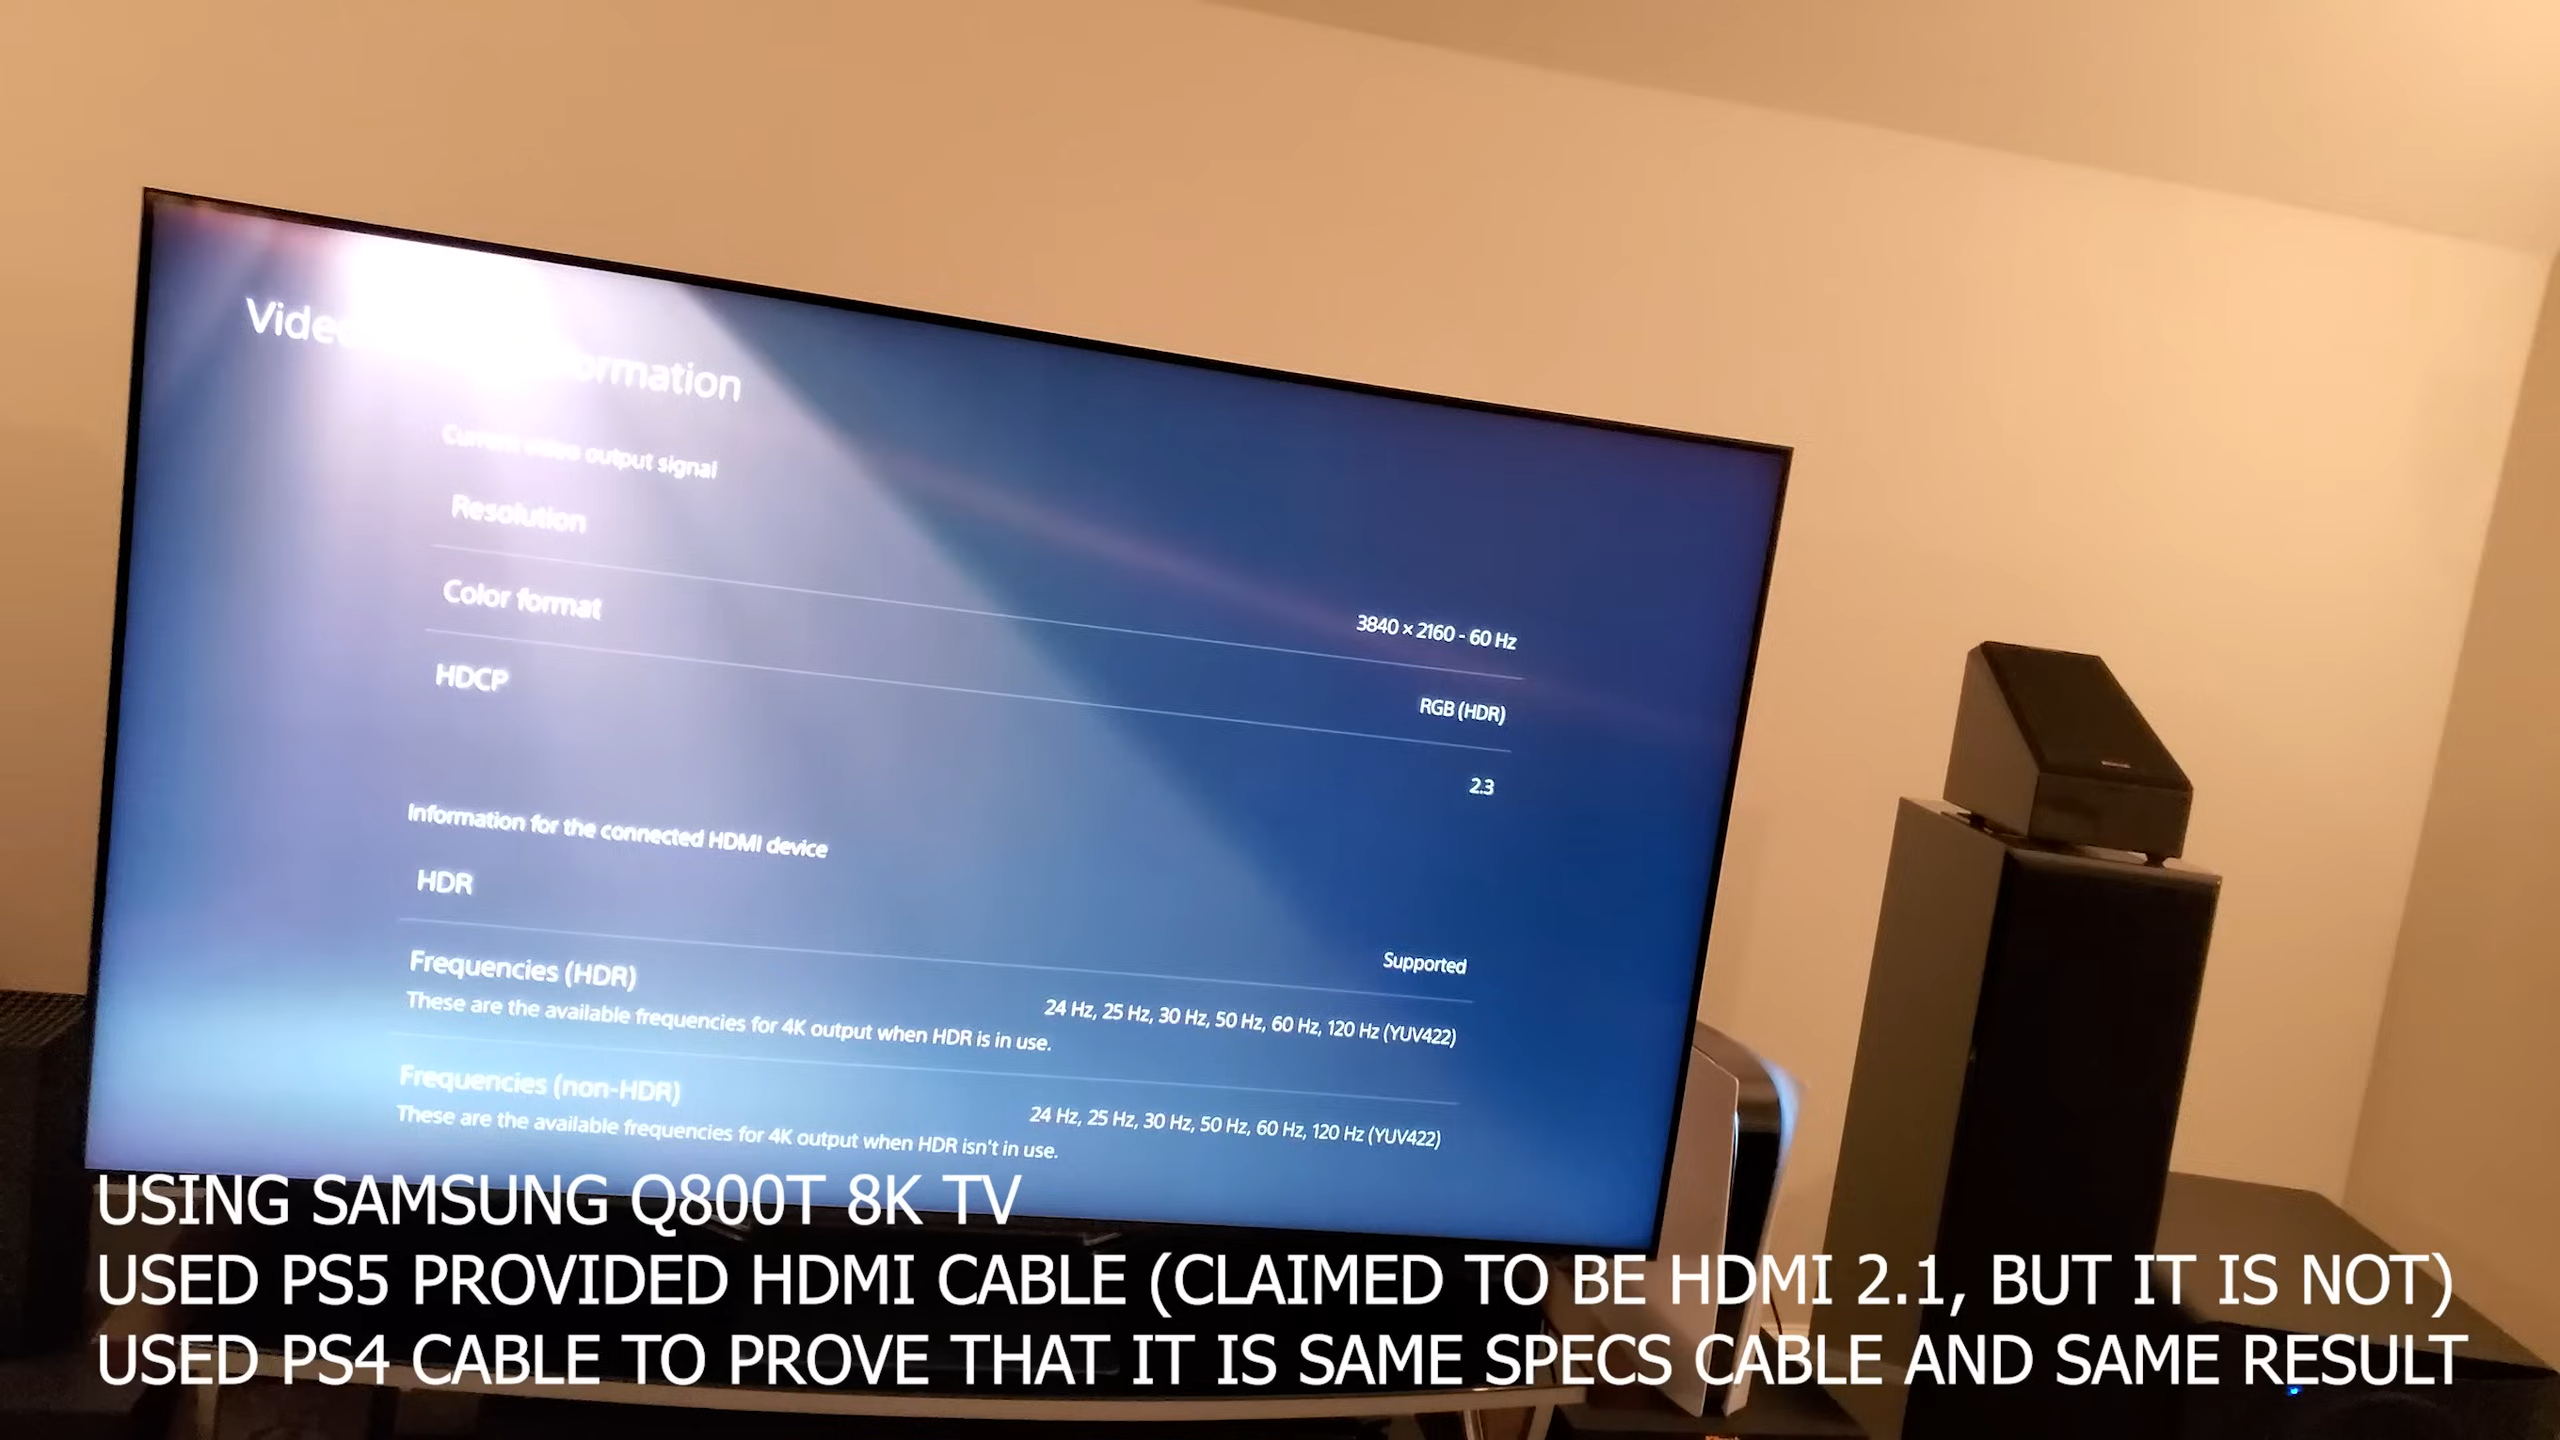 ormation
output signal
Resolution
3840 × 2160 - 60 Hz
Color format
RGB (HDR)
HDCP
2.3
Information for the connected HDMI device
HDR
Supported
Frequencies (HDR)
24 Hz, 25 Hz, 30 Hz, 50 Hz, 60 Hz, 120 Hz (YUV422)
These are the available frequencies for 4K output when HDR is in use.
Frequencies (non-HDR)
24 Hz, 25 Hz, 30 Hz, 50 Hz, 60 Hz, 120 Hz (YUV422)
These are the available frequencies for 4K output when HDR isn't in use.
USING SAMSUNG Q800T 8K TV
USED PS5 PROVIDED HDMI CABLE (CLAIMED TO BE HDMI 2.1, BUT IT IS NOT)
USED PS4 CABLE TO PROVE THAT IT IS SAME SPECS CABLE AND SAME RESULT